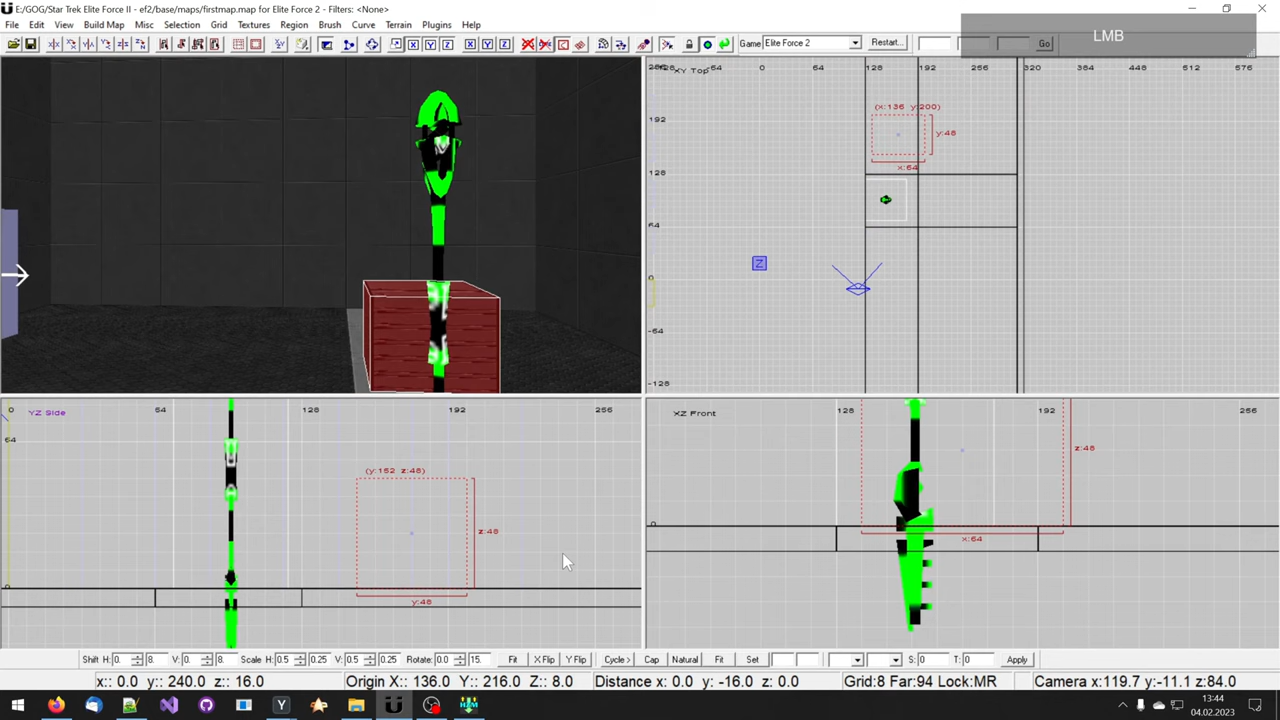 E:/GOG/Star Trek Elite Force II - ef2/base/maps/firstmap.map for Elite Force 2 - Filters: <None>
File Edit View Build Map Misc Selection Grid Textures Region Brush Curve Terrain Plugins
X Y Z X Y Z Game Elite Force 2 Restart... Go
LMB
XY Top
0 64 128 192 256 320 384 448 512 576
192
128
64
0
-64
-128
(x:136 y:200)
y:48
x:64
Z
YZ Side
0 64 128 192 256
64
0
(y:152 z:48)
z:48
y:48
XZ Front
128 192 256
0
z:48
x:64
Shift H: 0. 8. V: 0. 8. Scale H: 0.5 0.25 V: 0.5 0.25 Rotate: 0.0 15. Fit X Flip Y Flip Cycle> Cap Natural Fit Set S: 0 T: 0 Apply
x:: 0.0 y:: 240.0 z:: 16.0 Origin X:: 136.0 Y:: 216.0 Z:: 8.0 Distance x: 0.0 y: -16.0 z: 0.0 Grid:8 Far:94 Lock:MR Camera x:119.7 y:-11.1 z:84.0
13:44
04.02.2023